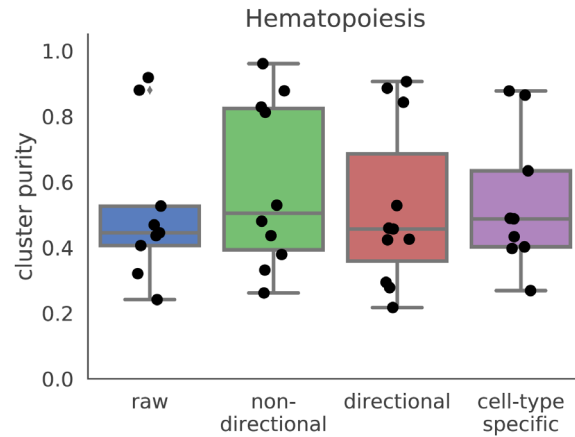 Hematopoiesis
cluster purity
1.0
0.8
0.6
0.4
0.2
0.0
raw
non-
directional
directional
cell-type
specific